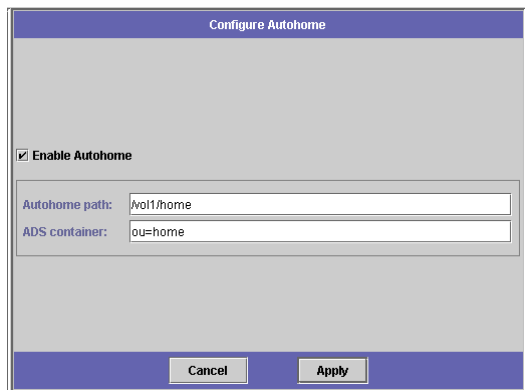 Configure Autohome
Enable Autohome
Autohome path: /vol1/home
ADS container: ou=home
Cancel Apply